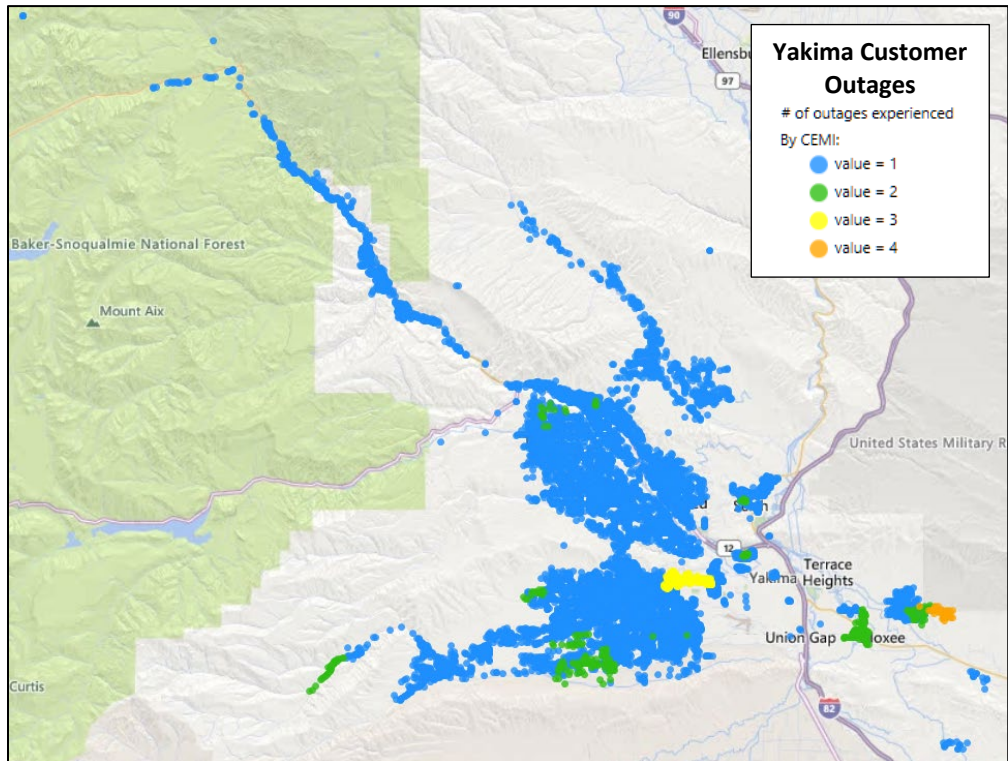 90
Ellensbu
97
Yakima Customer
Outages
# of outages experienced
By CEMI:
value = 1
value = 2
value = 3
value = 4
Baker-Snoqualmie National Forest
Mount Aix
United States Military R
12
Yakima
Terrace
Heights
Union Gap
oxee
Curtis
82